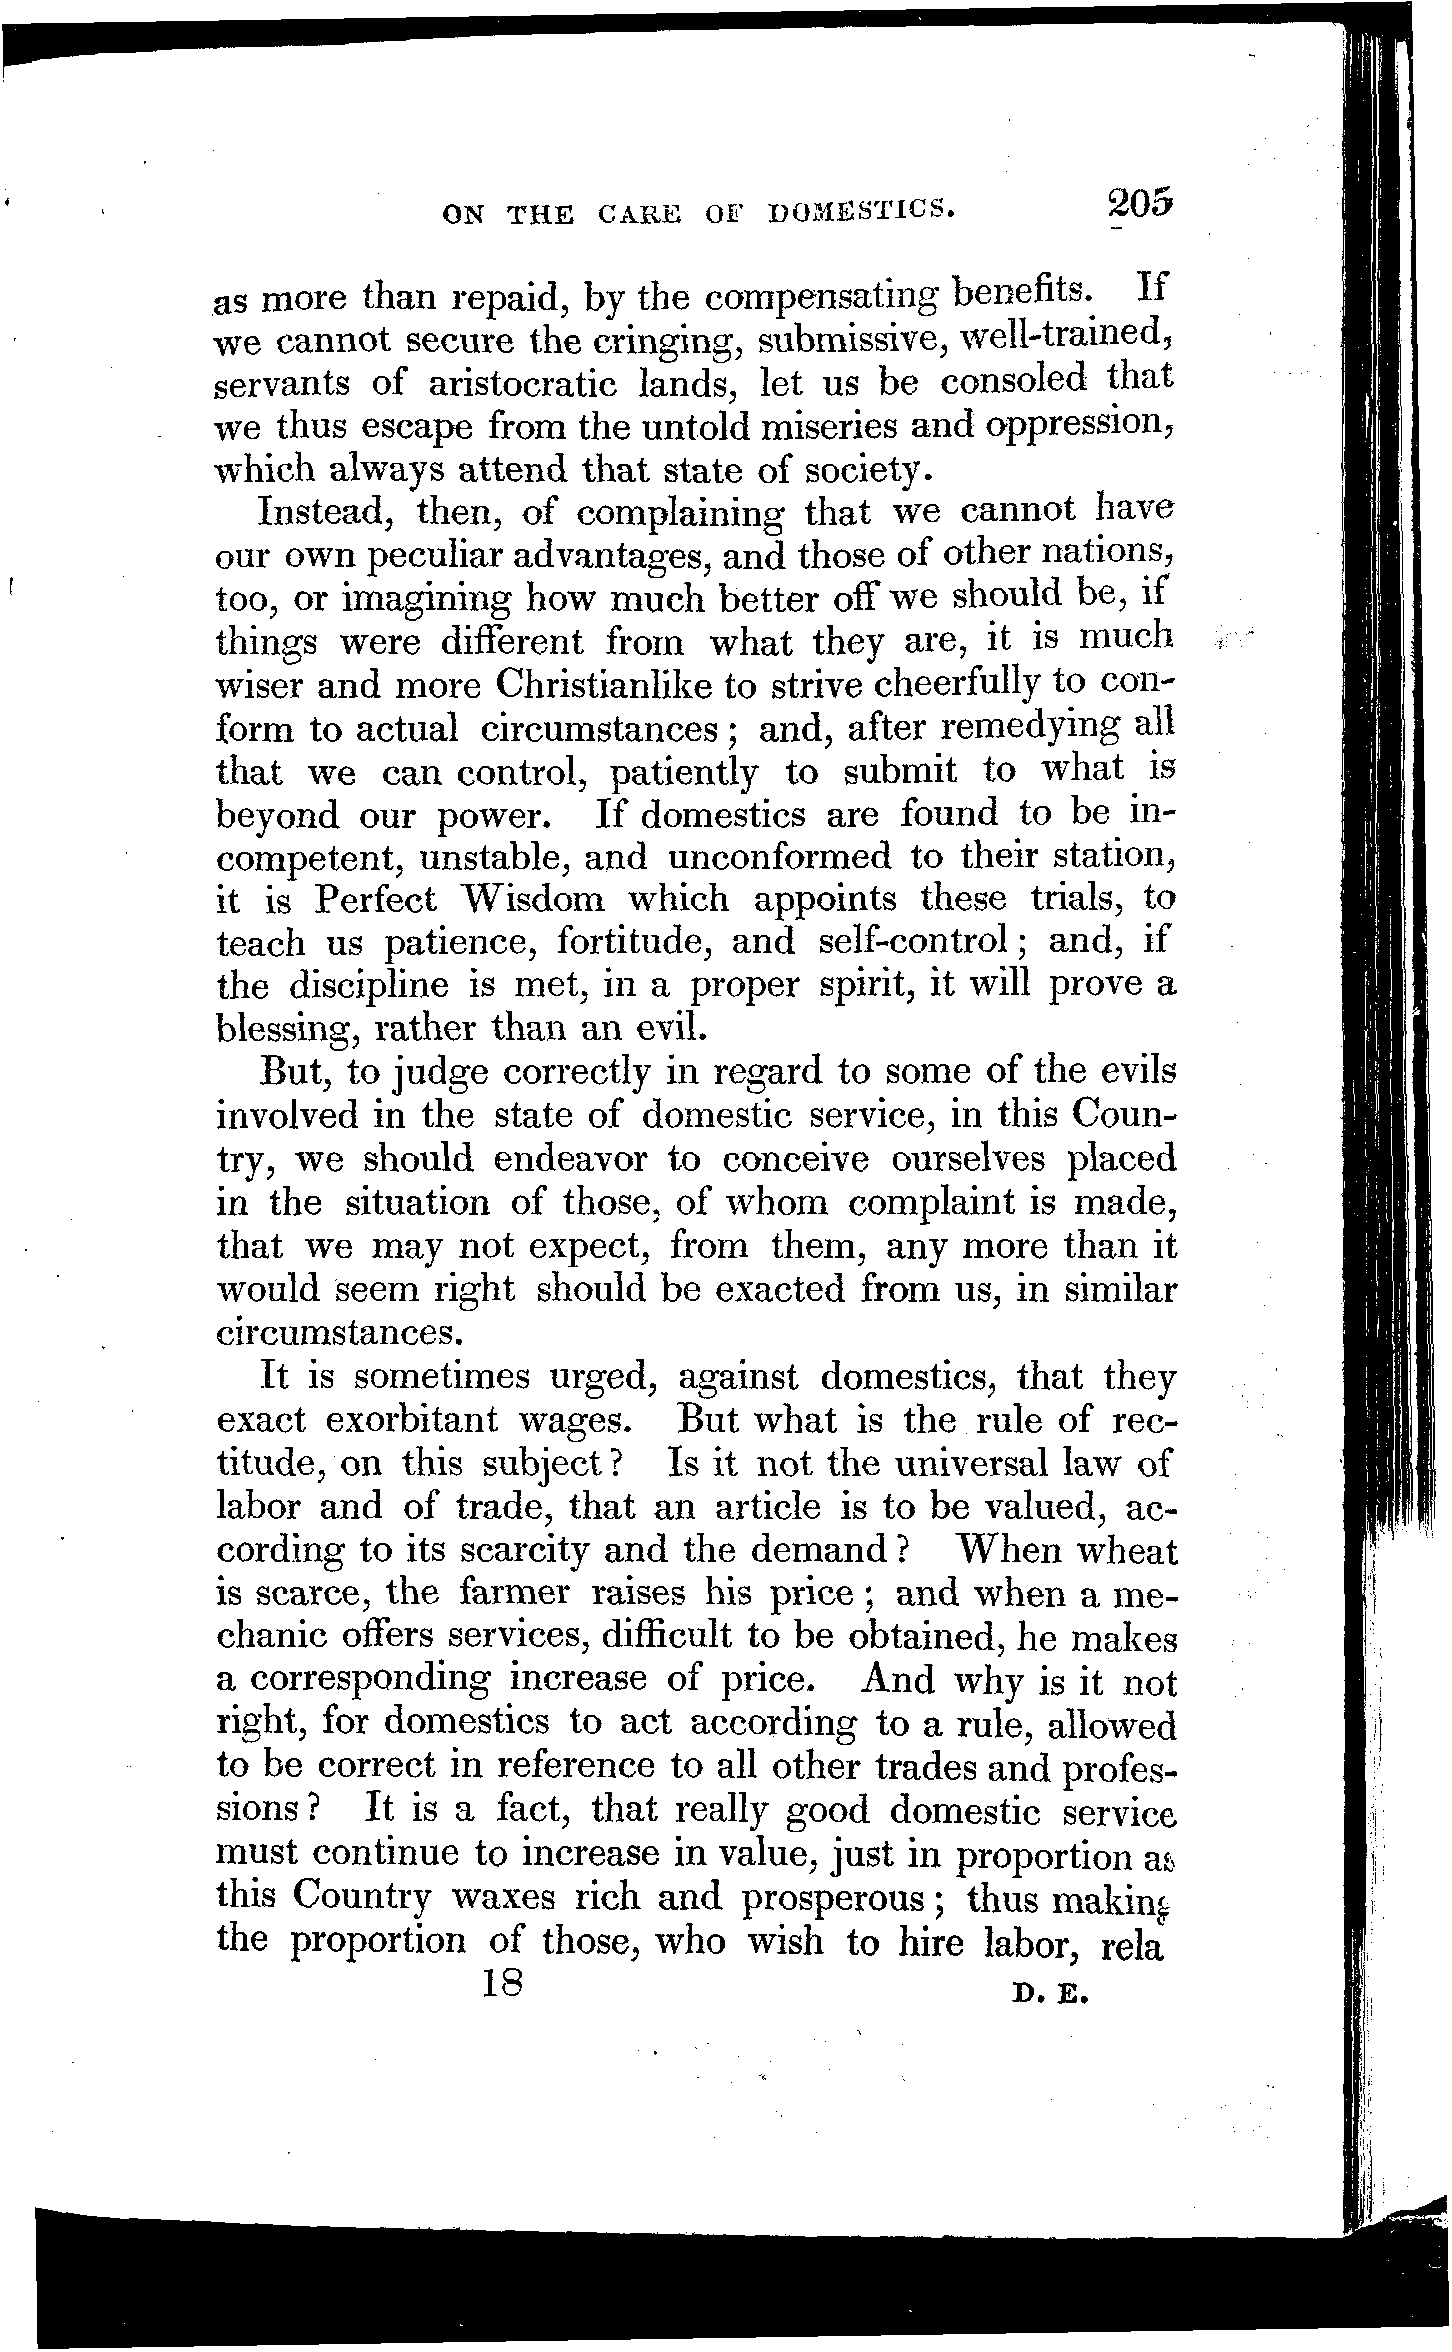 ON THE CARE OF DOMESTICS. 205
as more than repaid, by the compensating benefits. If
we cannot secure the cringing, submissive, well-trained,
servants of aristocratic lands, let us be consoled that
we thus escape from the untold miseries and oppression,
which always attend that state of society.
Instead, then, of complaining that we cannot have
our own peculiar advantages, and those of other nations,
too, or imagining how much better off we should be, if
things were different from what they are, it is much
wiser and more Christianlike to strive cheerfully to con-
form to actual circumstances; and, after remedying all
that we can control, patiently to submit to what is
beyond our power. If domestics are found to be in-
competent, unstable, and unconformed to their station,
it is Perfect Wisdom which appoints these trials, to
teach us patience, fortitude, and self-control; and, if
the discipline is met, in a proper spirit, it will prove a
blessing, rather than an evil.
But, to judge correctly in regard to some of the evils
involved in the state of domestic service, in this Coun-
try, we should endeavor to conceive ourselves placed
in the situation of those, of whom complaint is made,
that we may not expect, from them, any more than it
would seem right should be exacted from us, in similar
circumstances.
It is sometimes urged, against domestics, that they
exact exorbitant wages. But what is the rule of rec-
titude, on this subject? Is it not the universal law of
labor and of trade, that an article is to be valued, ac-
cording to its scarcity and the demand? When wheat
is scarce, the farmer raises his price; and when a me-
chanic offers services, difficult to be obtained, he makes
a corresponding increase of price. And why is it not
right, for domestics to act according to a rule, allowed
to be correct in reference to all other trades and profes-
sions? It is a fact, that really good domestic service
must continue to increase in value, just in proportion as
this Country waxes rich and prosperous; thus making
the proportion of those, who wish to hire labor, rela
18 D. E.